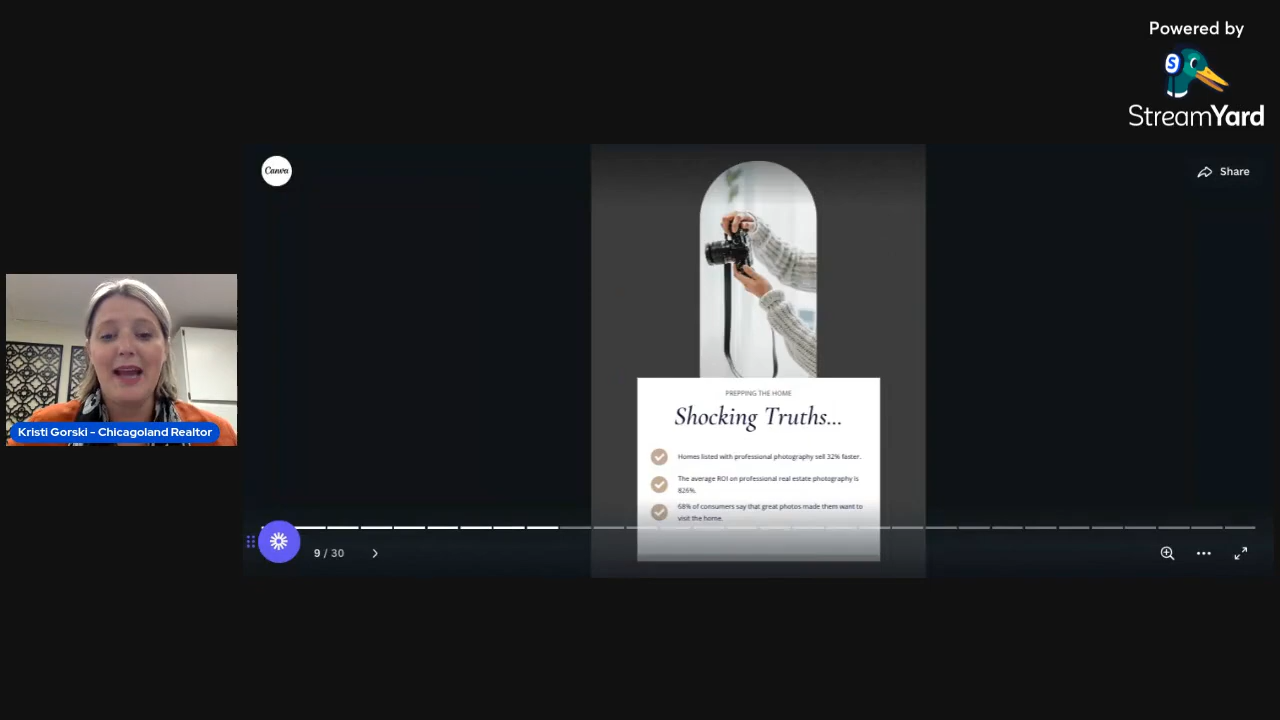 Powered by
S
StreamYard
Canva
Share
PREPPING THE HOME
Shocking Truths...
Homes listed with professional photography sell 32% faster.
The average ROI on professional real estate photography is
826%.
68% of consumers say that great photos made them want to
visit the home.
Kristi Gorski - Chicagoland Realtor
9 / 30